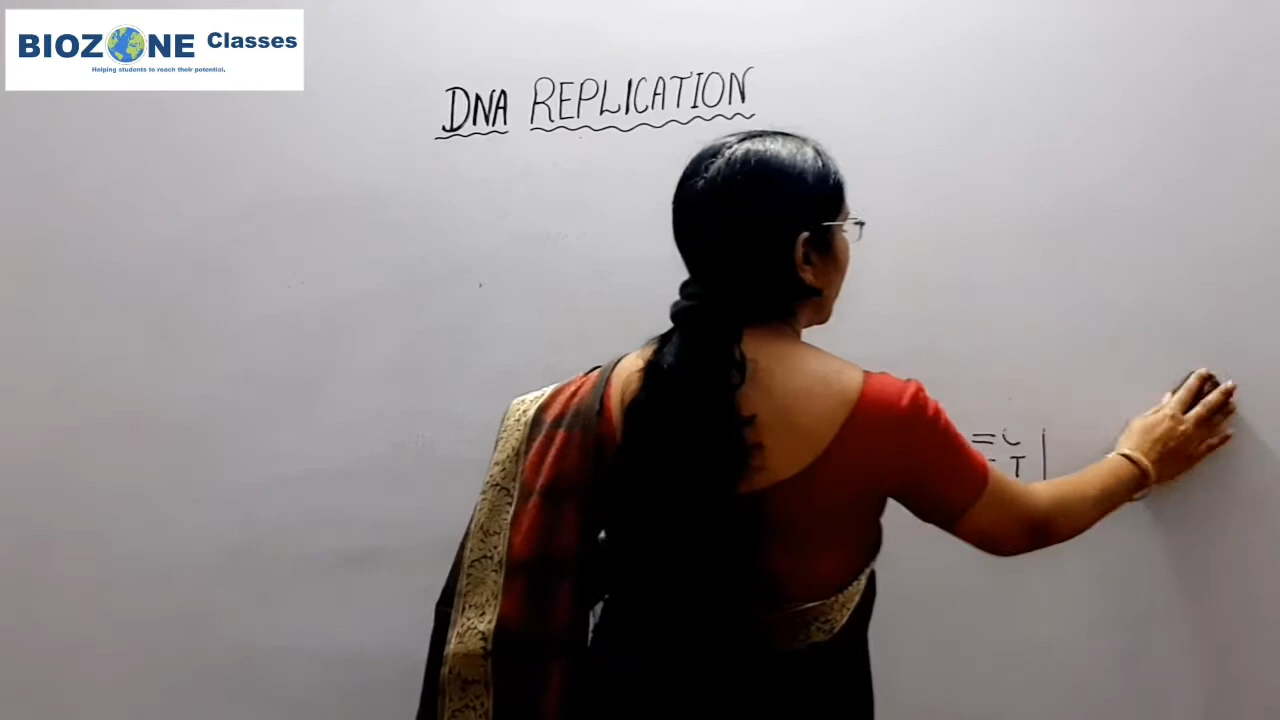 BIOZONE Classes
Helping students to reach their potential.
DNA REPLICATION
= C
= T